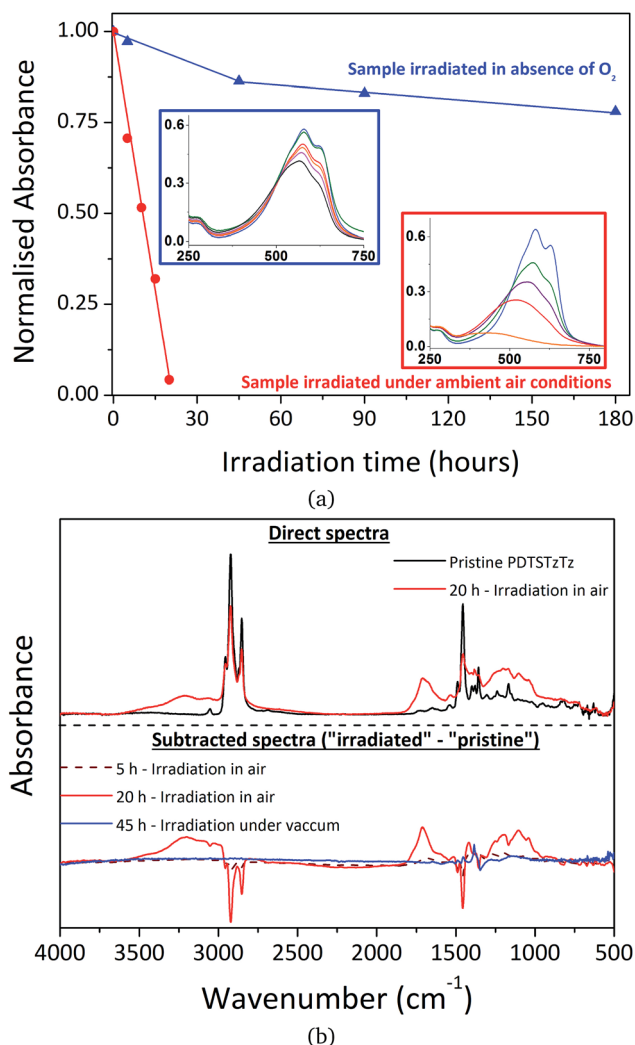 1.00
0.75
0.50
0.25
0.00
Normalised Absorbance
Sample irradiated in absence of O2
0.6
0.3
0.0
250 500 750
0.6
0.3
0.0
250 500 750
Sample irradiated under ambient air conditions
0 30 60 90 120 150 180
Irradiation time (hours)
(a)
Direct spectra
Pristine PDTSTzTz
20 h - Irradiation in air
Absorbance
Subtracted spectra ("irradiated" - "pristine")
5 h - Irradiation in air
20 h - Irradiation in air
45 h - Irradiation under vaccum
4000 3500 3000 2500 2000 1500 1000 500
Wavenumber (cm-1)
(b)